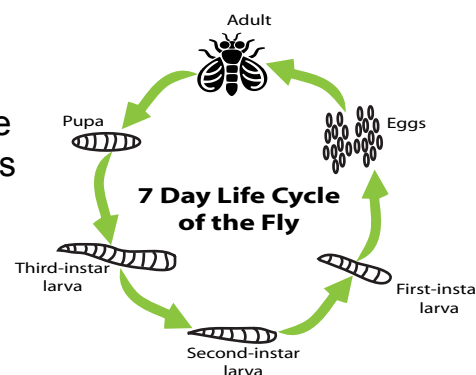 Adult
Pupa
Eggs
e
s
7 Day Life Cycle
of the Fly
Third-instar
larva
First-insta
larva
Second-instar
larva